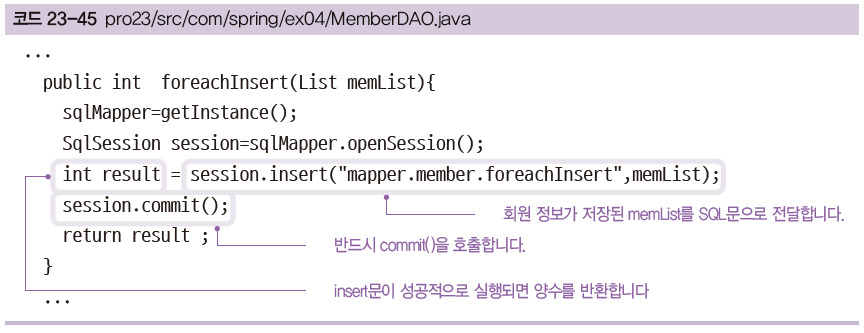 코드 23-45 pro23/src/com/spring/ex04/MemberDAO.java
...
public int foreachInsert(List memList){
sqlMapper=getInstance();
SqlSession session=sqlMapper.openSession();
int result = session.insert("mapper.member.foreachInsert",memList);
session.commit();
회원 정보가 저장된 memList를 SQL문으로 전달합니다.
return result ;
반드시 commit()을 호출합니다.
}
insert문이 성공적으로 실행되면 양수를 반환합니다
...